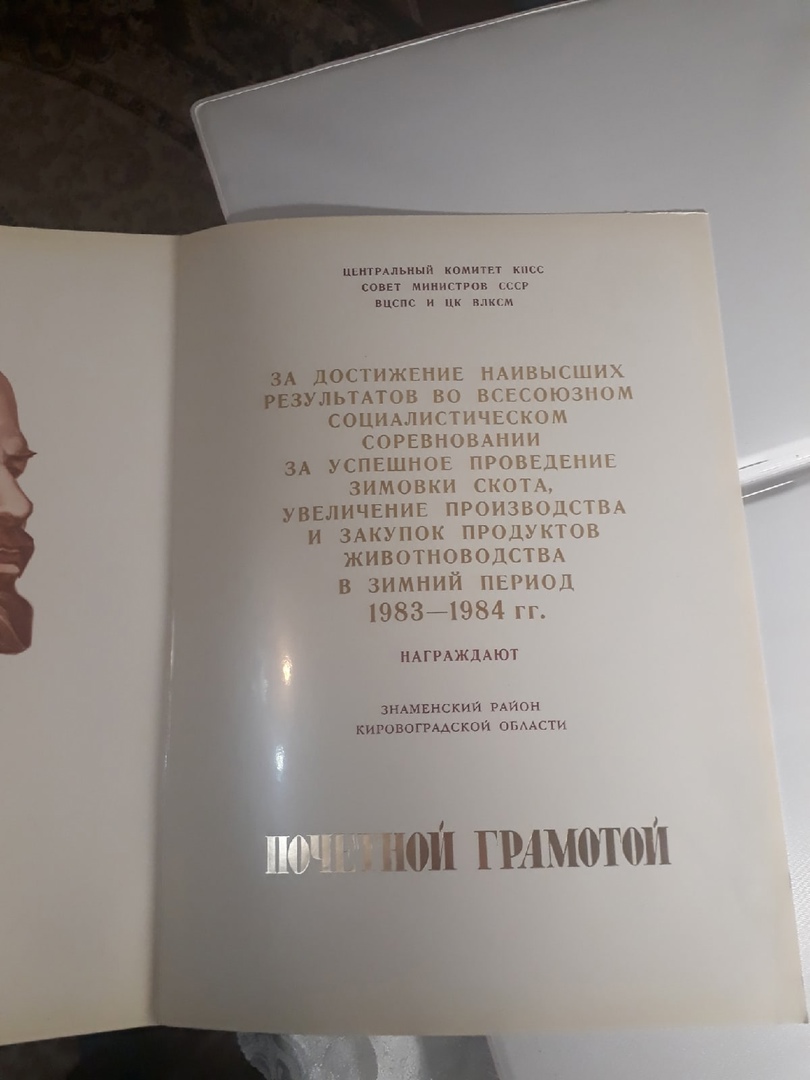 ЦЕНТРАЛЬНЫЙ КОМИТЕТ КПСС
СОВЕТ МИНИСТРОВ СССР
ВЦСПС И ЦК ВЛКСМ
ЗА ДОСТИЖЕНИЕ НАИВЫСШИХ
РЕЗУЛЬТАТОВ ВО ВСЕСОЮЗНОМ
СОЦИАЛИСТИЧЕСКОМ
СОРЕВНОВАНИИ
ЗА УСПЕШНОЕ ПРОВЕДЕНИЕ
ЗИМОВКИ СКОТА,
УВЕЛИЧЕНИЕ ПРОИЗВОДСТВА
И ЗАКУПОК ПРОДУКТОВ
ЖИВОТНОВОДСТВА
В ЗИМНИЙ ПЕРИОД
1983—1984 гг.
НАГРАЖДАЮТ
ЗНАМЕНСКИЙ РАЙОН
КИРОВОГРАДСКОЙ ОБЛАСТИ
ПОЧЕТНОЙ ГРАМОТОЙ